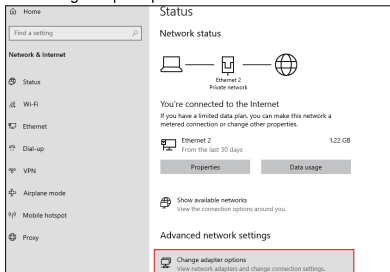 Home
Find a setting
Network & Internet
Status
Wi-Fi
Ethernet
Dial-up
VPN
Airplane mode
Mobile hotspot
Proxy
Status
Network status
Ethernet 2
Private network
You're connected to the Internet
If you have a limited data plan, you can make this network a
metered connection or change other properties.
Ethernet 2
1.22 GB
From the last 30 days
Properties
Data usage
Show available networks
View the connection options around you.
Advanced network settings
Change adapter options
View network adapters and change connection settings.